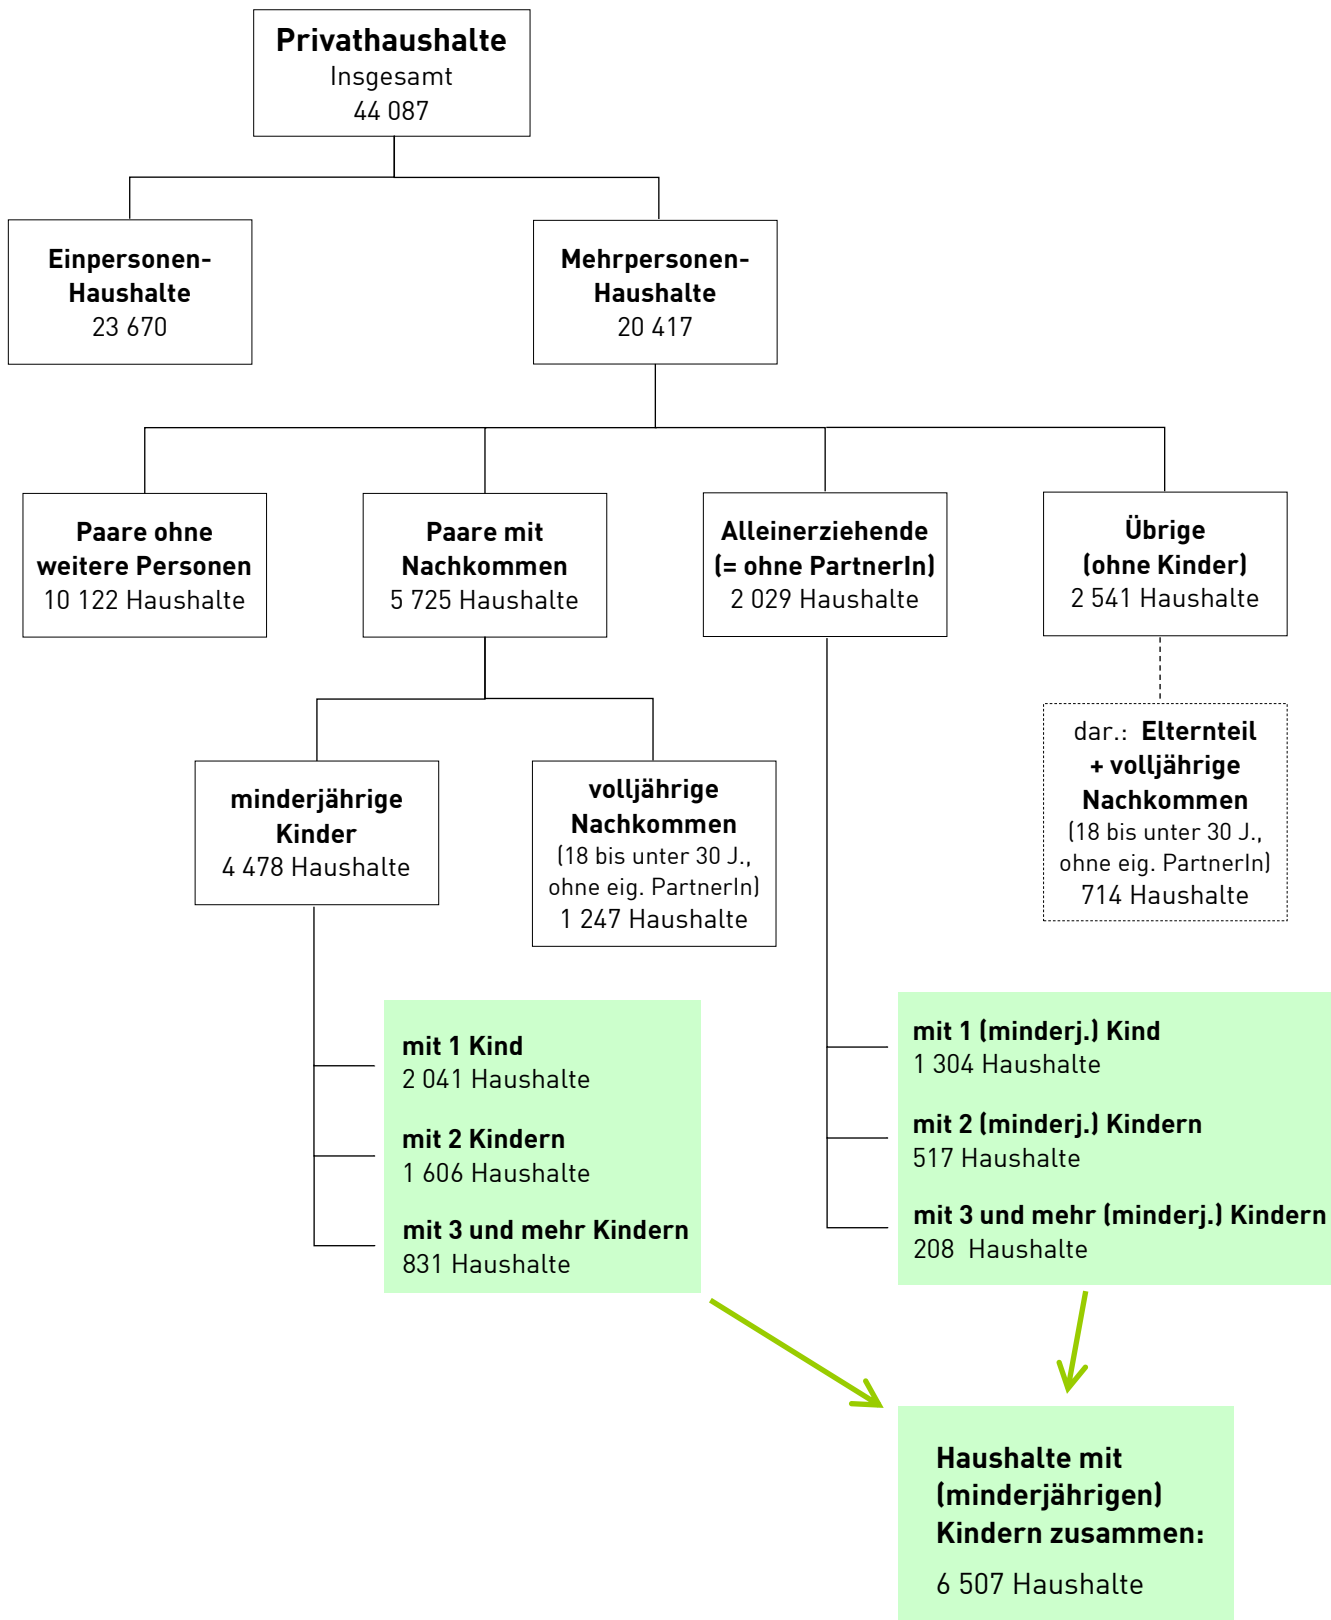 Privathaushalte
Insgesamt
44 087
Einpersonen-
Haushalte
23 670
Mehrpersonen-
Haushalte
20 417
Paare ohne
weitere Personen
10 122 Haushalte
Paare mit
Nachkommen
5 725 Haushalte
Alleinerziehende
(= ohne PartnerIn)
2 029 Haushalte
Übrige
(ohne Kinder)
2 541 Haushalte
minderjährige
Kinder
4 478 Haushalte
volljährige
Nachkommen
(18 bis unter 30 J.,
ohne eig. PartnerIn)
1 247 Haushalte
dar.: Elternteil
+ volljährige
Nachkommen
(18 bis unter 30 J.,
ohne eig. PartnerIn)
714 Haushalte
mit 1 Kind
2 041 Haushalte
mit 2 Kindern
1 606 Haushalte
mit 3 und mehr Kindern
831 Haushalte
mit 1 (minderj.) Kind
1 304 Haushalte
mit 2 (minderj.) Kindern
517 Haushalte
mit 3 und mehr (minderj.) Kindern
208 Haushalte
Haushalte mit
(minderjährigen)
Kindern zusammen:
6 507 Haushalte